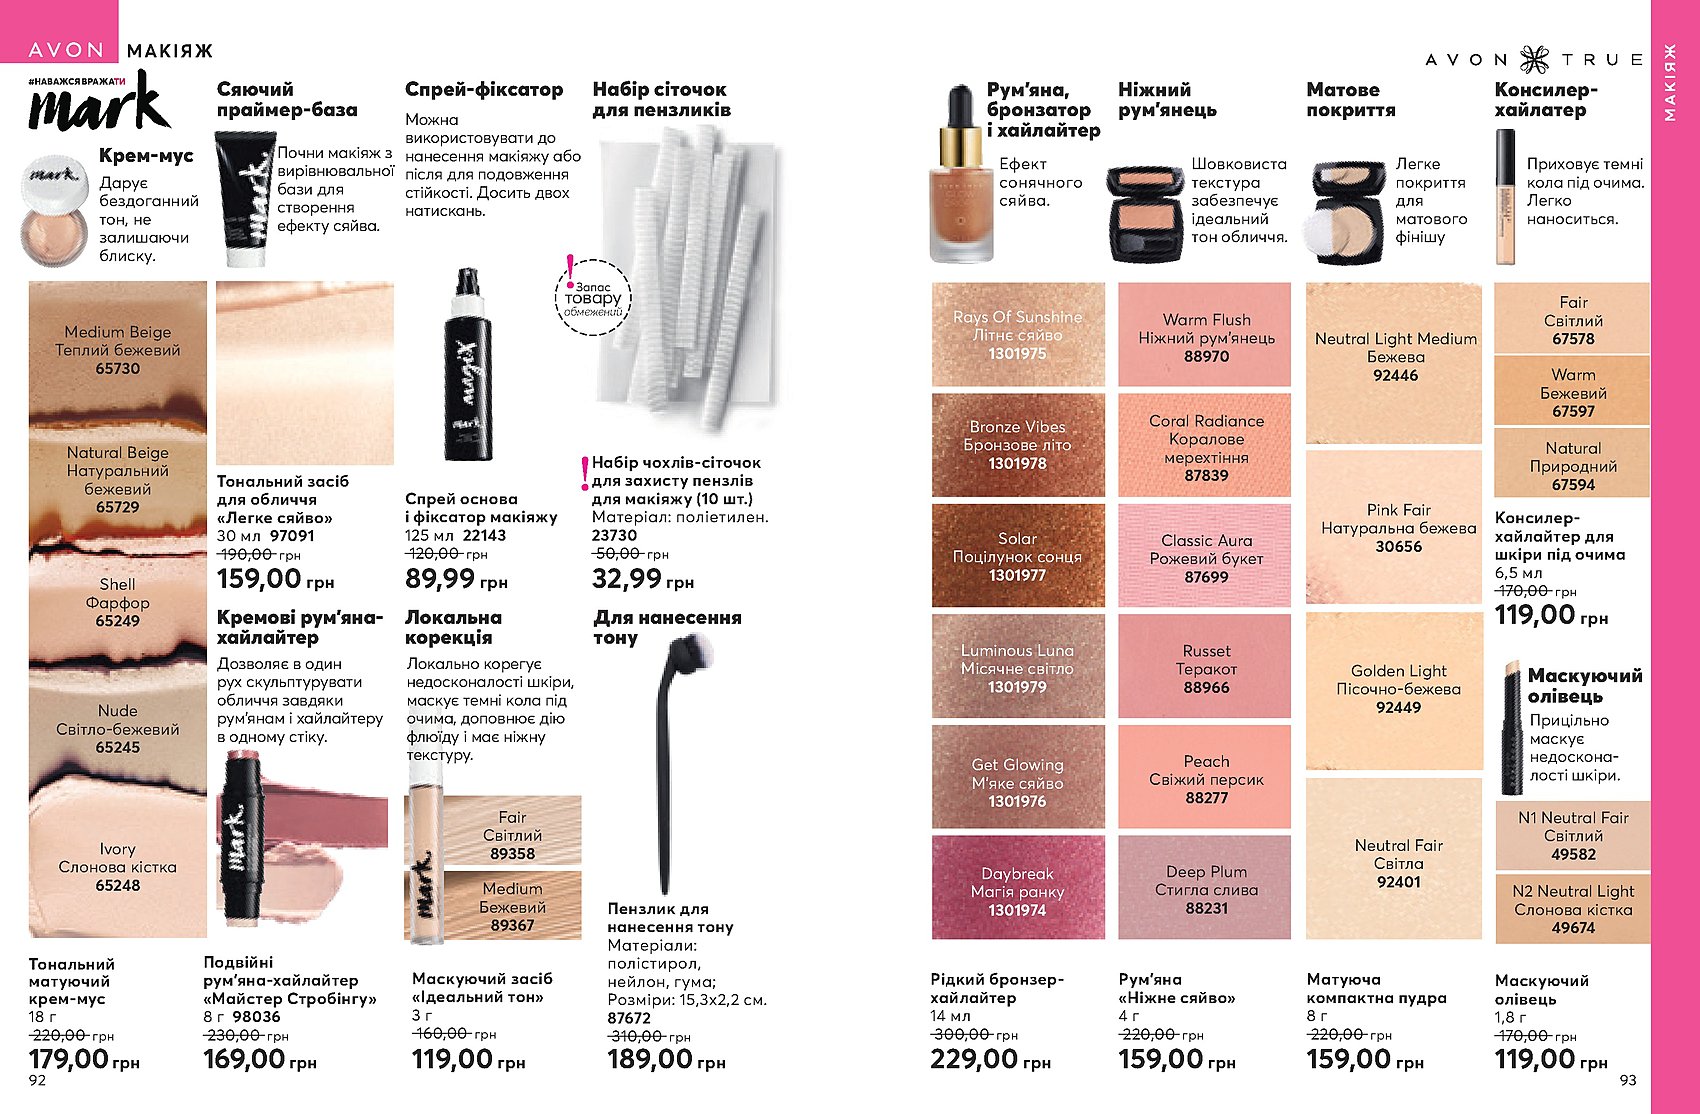 AVON МАКІЯЖ
#НАВАЖСЯВРАЖАТИ
mark.
Крем-мус
Дарує
бездоганний
тон, не
залишаючи
блиску.
Medium Beige
Теплий бежевий
65730
Natural Beige
Натуральний
бежевий
65729
Shell
Фарфор
65249
Nude
Світло-бежевий
65245
Ivory
Слонова кістка
65248
Тональний
матуючий
крем-мус
18 г
220,00 грн
179,00 грн
92
Сяючий
праймер-база
Почни макіяж з
вирівнювальної
бази для
створення
ефекту сяйва.
mark.
Тональний засіб
для обличчя
«Легке сяйво»
30 мл 97091
190,00 грн
159,00 грн
Кремові рум'яна-
хайлайтер
Дозволяє в один
рух скульптурувати
обличчя завдяки
рум'янам і хайлайтеру
в одному стіку.
mark.
Подвійні
рум'яна-хайлайтер
«Майстер Стробінгу»
8 г 98036
230,00 грн
169,00 грн
Спрей-фіксатор
Можна
використовувати до
нанесення макіяжу або
після для подовження
стійкості. Досить двох
натискань.
magix
mark.
Спрей основа
і фіксатор макіяжу
125 мл 22143
120,00 грн
89,99 грн
Локальна
корекція
Локально корегує
недосконалості шкіри,
маскує темні кола під
очима, доповнює дію
флюїду і має ніжну
текстуру.
mark.
Fair
Світлий
89358
Medium
Бежевий
89367
Маскуючий засіб
«Ідеальний тон»
3 г
160,00 грн
119,00 грн
Набір сіточок
для пензликів
! Запас
товару
обмежений
! Набір чохлів-сіточок
для захисту пензлів
для макіяжу (10 шт.)
Матеріал: поліетилен.
23730
50,00 грн
32,99 грн
Для нанесення
тону
Пензлик для
нанесення тону
Матеріали:
полістирол,
нейлон, гума;
Розміри: 15,3х2,2 см.
87672
310,00 грн
189,00 грн
AVON TRUE
МАКІЯЖ
Рум'яна,
бронзатор
і хайлайтер
Ефект
сонячного
сяйва.
Rays Of Sunshine
Літнє сяйво
1301975
Bronze Vibes
Бронзове літо
1301978
Solar
Поцілунок сонця
1301977
Luminous Luna
Місячне світло
1301979
Get Glowing
М'яке сяйво
1301976
Daybreak
Магія ранку
1301974
Рідкий бронзер-
хайлайтер
14 мл
300,00 грн
229,00 грн
Ніжний
рум'янець
Шовковиста
текстура
забезпечує
ідеальний
тон обличчя.
Warm Flush
Ніжний рум'янець
88970
Coral Radiance
Коралове
мерехтіння
87839
Classic Aura
Рожевий букет
87699
Russet
Теракот
88966
Peach
Свіжий персик
88277
Deep Plum
Стигла слива
88231
Рум'яна
«Ніжне сяйво»
4 г
220,00 грн
159,00 грн
Матове
покриття
Легке
покриття
для
матового
фінішу
Neutral Light Medium
Бежева
92446
Pink Fair
Натуральна бежева
30656
Golden Light
Пісочно-бежева
92449
Neutral Fair
Світла
92401
Матуюча
компактна пудра
8 г
220,00 грн
159,00 грн
Консилер-
хайлатер
Приховує темні
кола під очима.
Легко
наноситься.
Fair
Світлий
67578
Warm
Бежевий
67597
Natural
Природний
67594
Консилер-
хайлайтер для
шкіри під очима
6,5 мл
170,00 грн
119,00 грн
Маскуючий
олівець
Прицільно
маскує
недоскона-
лості шкіри.
N1 Neutral Fair
Світлий
49582
N2 Neutral Light
Слонова кістка
49674
Маскуючий
олівець
1,8 г
170,00 грн
119,00 грн
93